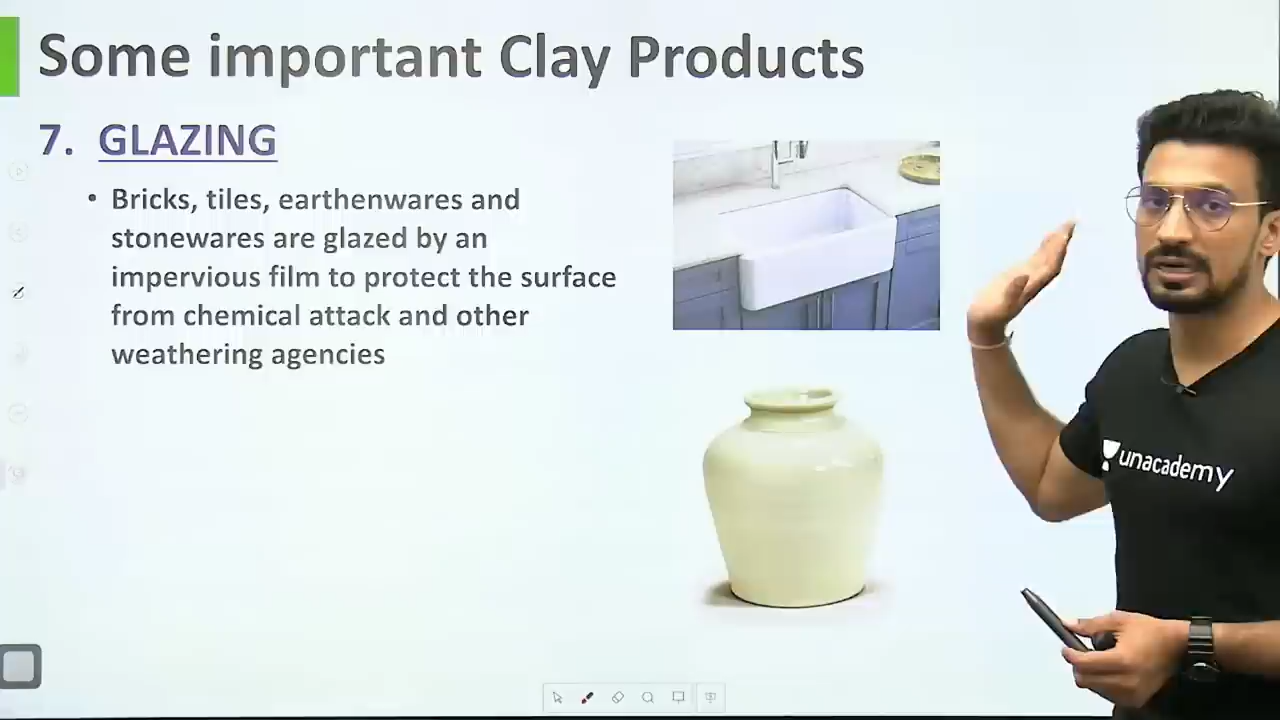 Some important Clay Products
7. GLAZING
• Bricks, tiles, earthenwares and
stonewares are glazed by an
impervious film to protect the surface
from chemical attack and other
weathering agencies
unacademy